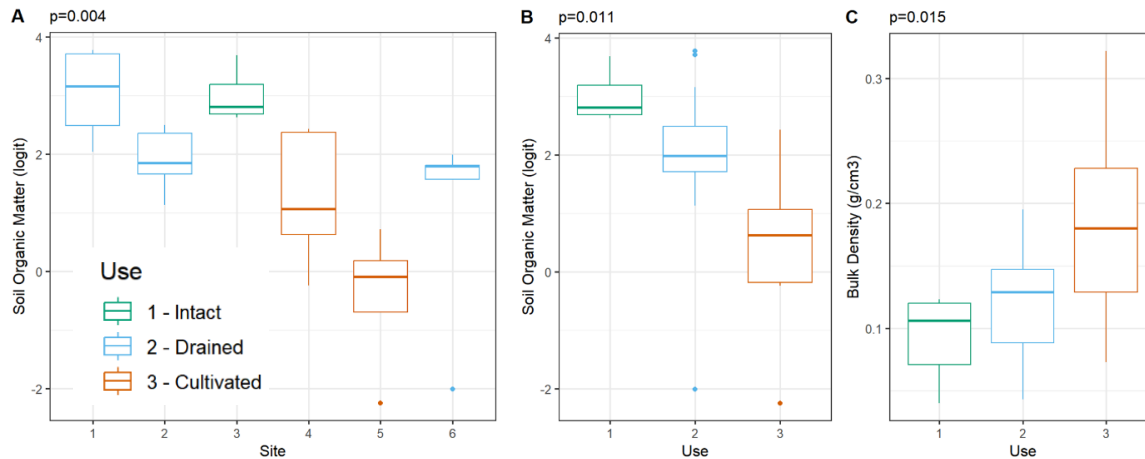 A p=0.004
Soil Organic Matter (logit)
4
2
0
-2
Use
1 - Intact
2 - Drained
3 - Cultivated
1 2 3 4 5 6
Site
B p=0.011
Soil Organic Matter (logit)
4
2
0
-2
1 2 3
Use
C p=0.015
Bulk Density (g/cm3)
0.3
0.2
0.1
1 2 3
Use